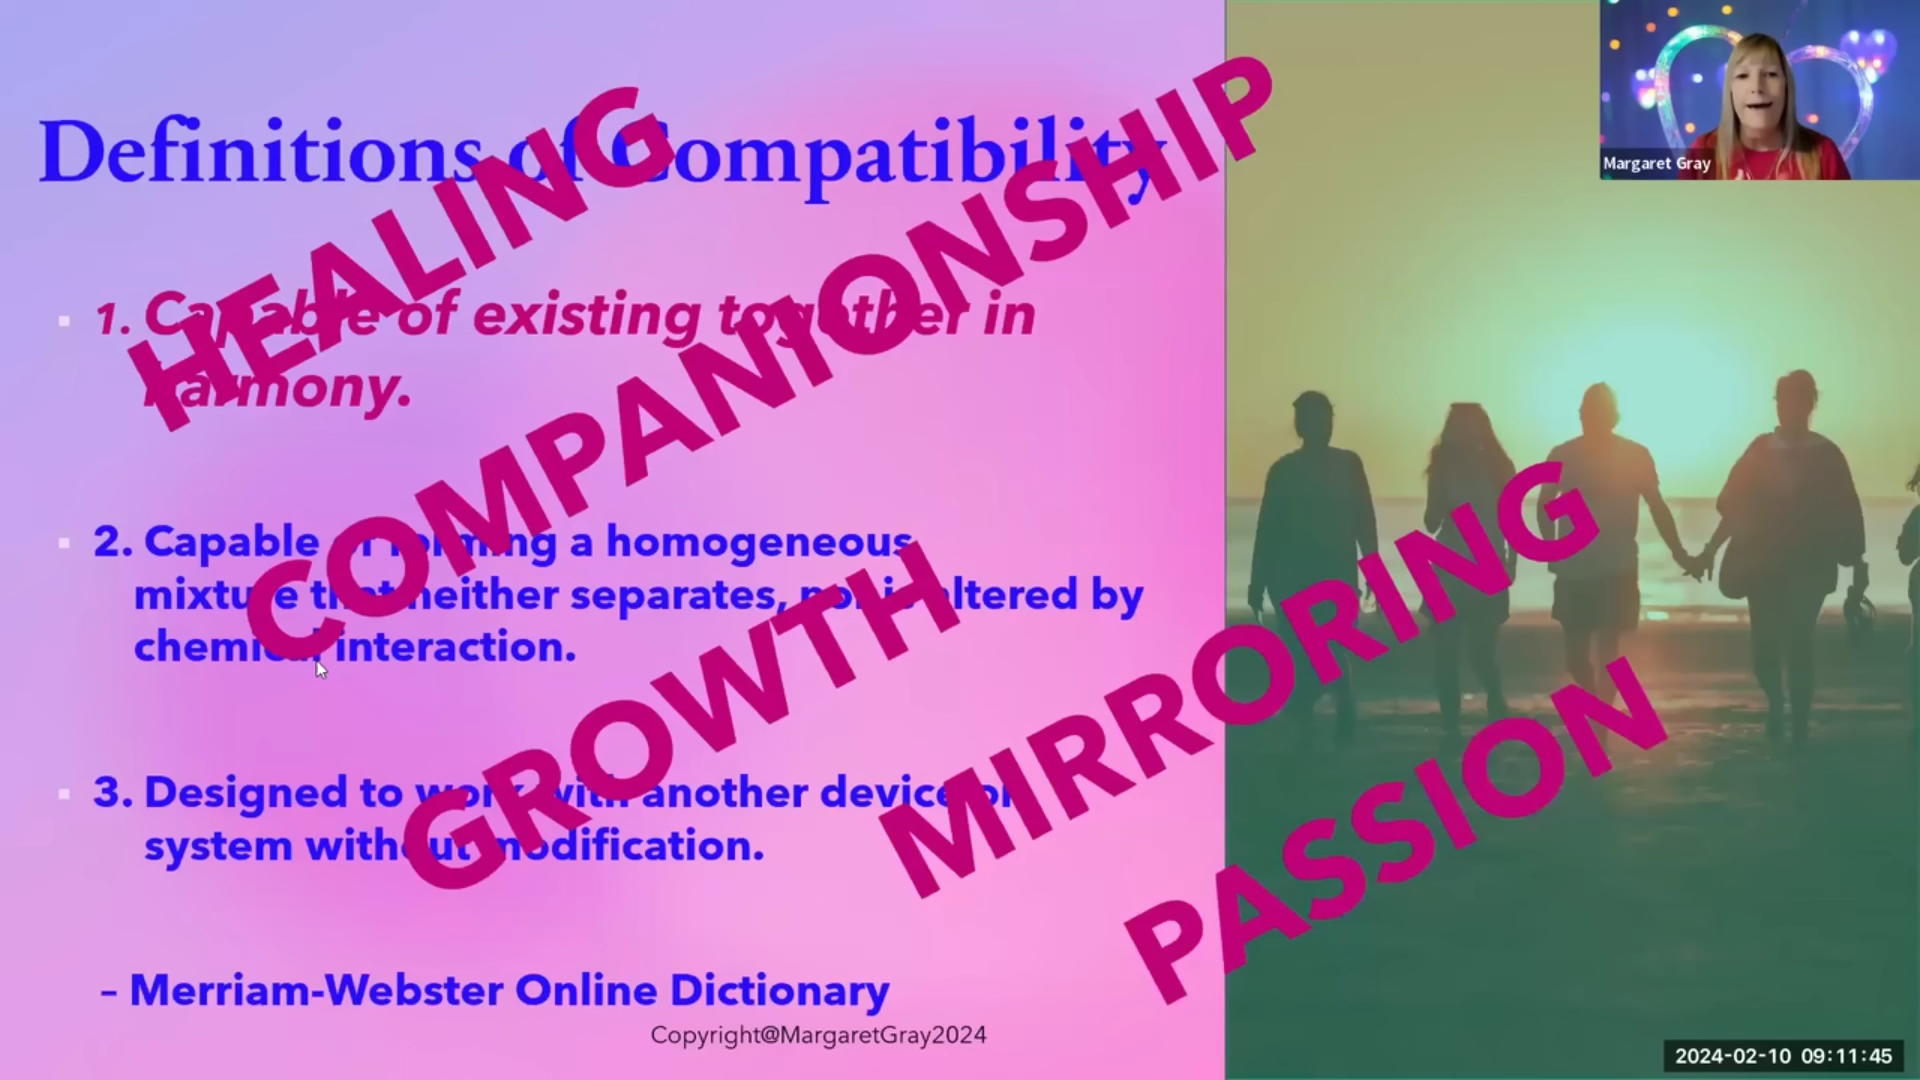 Definitions of Compatibility
1. Capable of existing together in
harmony.
2. Capable of forming a homogeneous
mixture that neither separates, nor is altered by
chemical interaction.
3. Designed to work with another device or
system without modification.
– Merriam-Webster Online Dictionary
Copyright@MargaretGray2024
HEALING
COMPANIONSHIP
GROWTH
MIRRORING
PASSION
Margaret Gray
2024-02-10 09:11:45